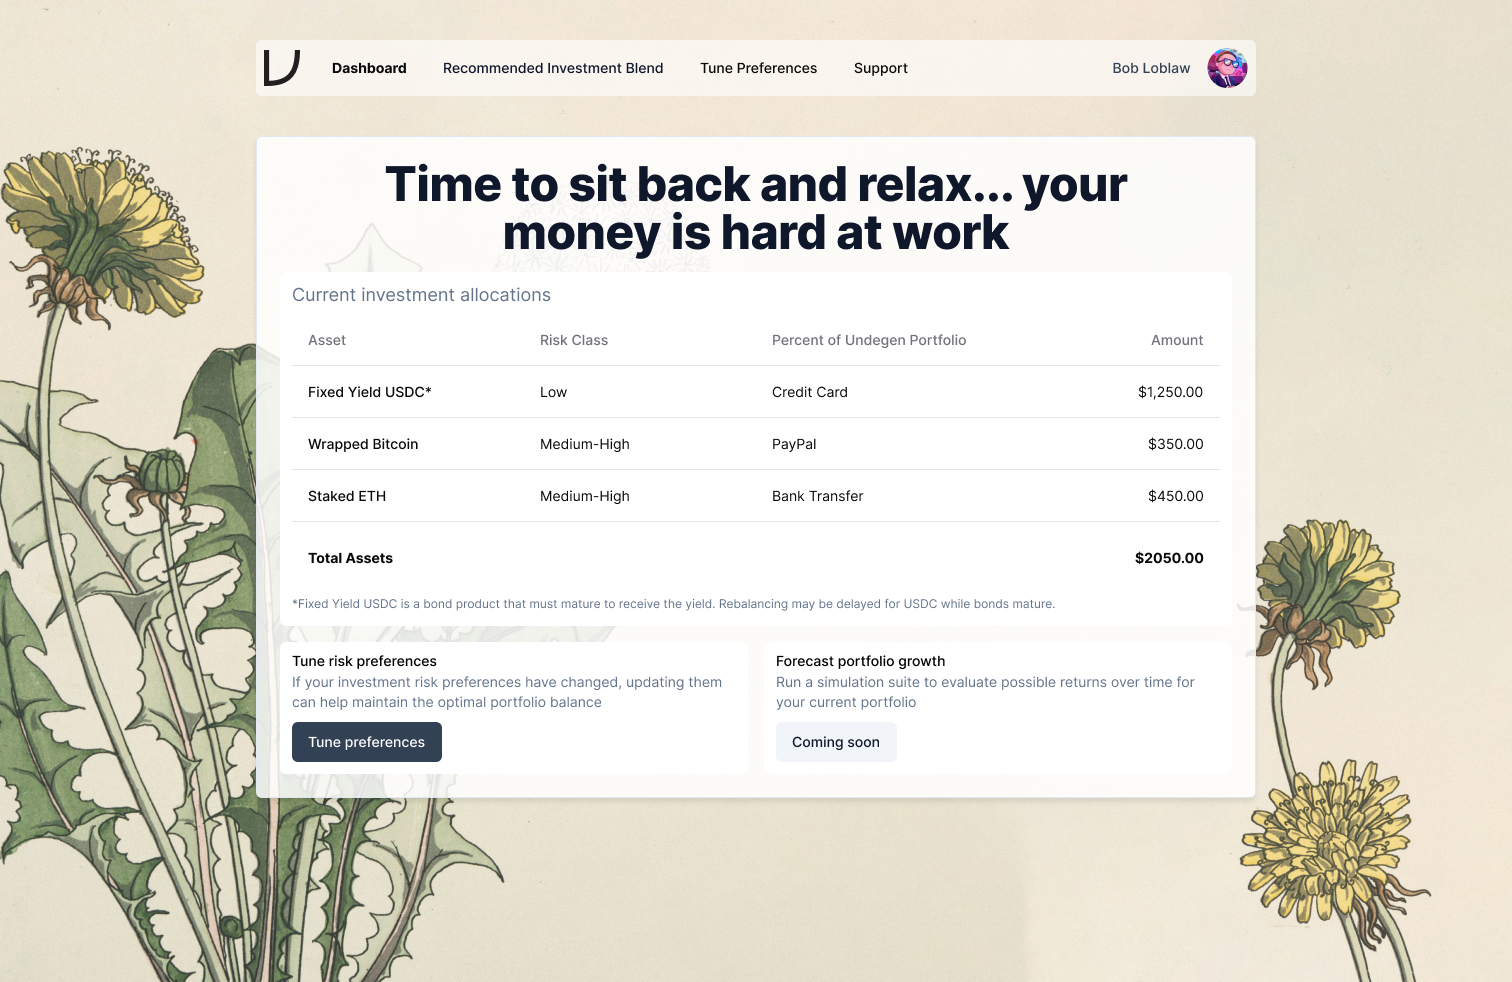 Dashboard
Recommended Investment Blend
Tune Preferences
Support
Bob Loblaw
Time to sit back and relax... your
money is hard at work
Current investment allocations
Asset Risk Class Percent of Undegen Portfolio Amount
Fixed Yield USDC* Low Credit Card $1,250.00
Wrapped Bitcoin Medium-High PayPal $350.00
Staked ETH Medium-High Bank Transfer $450.00
Total Assets $2050.00
*Fixed Yield USDC is a bond product that must mature to receive the yield. Rebalancing may be delayed for USDC while bonds mature.
Tune risk preferences
If your investment risk preferences have changed, updating them
can help maintain the optimal portfolio balance
Tune preferences
Forecast portfolio growth
Run a simulation suite to evaluate possible returns over time for
your current portfolio
Coming soon